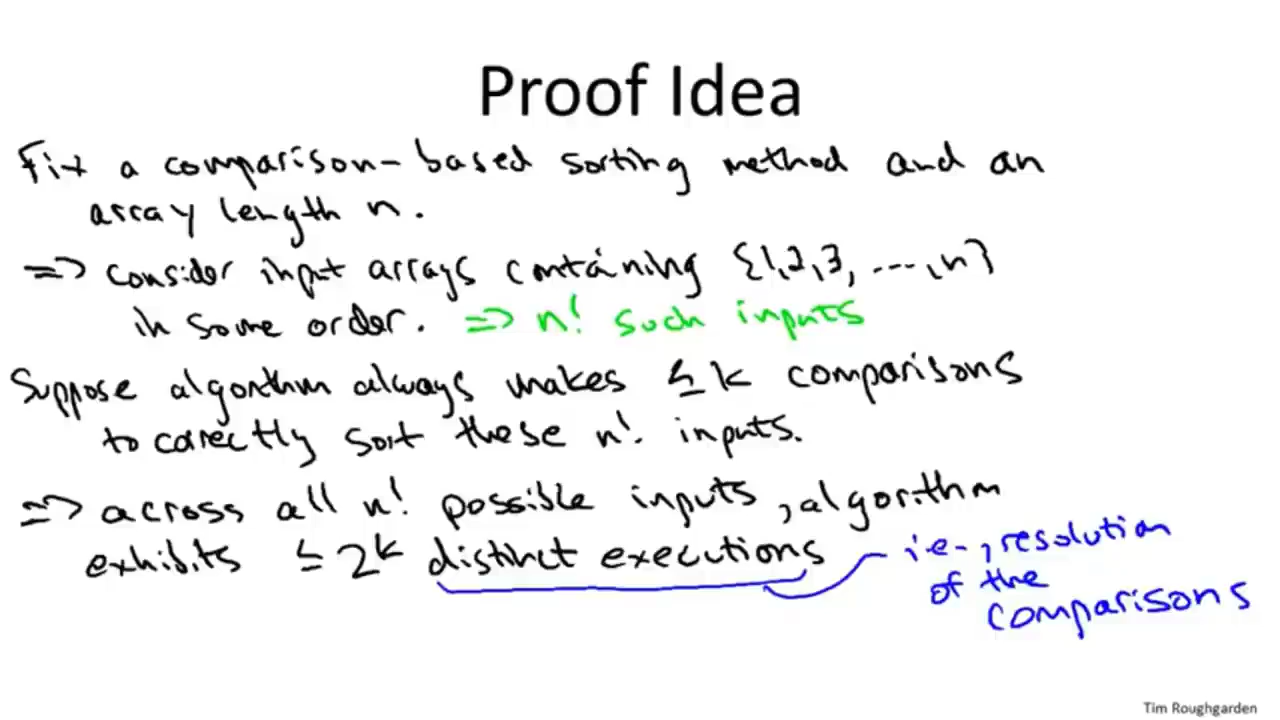 Proof Idea
Fix a comparison-based sorting method and an
array length n.
=> consider input arrays containing {1,2,3,...,n}
in some order. => n! such inputs
Suppose algorithm always makes ≤k comparisons
to correctly sort these n! inputs.
=> across all n! possible inputs, algorithm
exhibits ≤ 2^k distinct executions
i.e., resolution
of the
comparisons
Tim Roughgarden